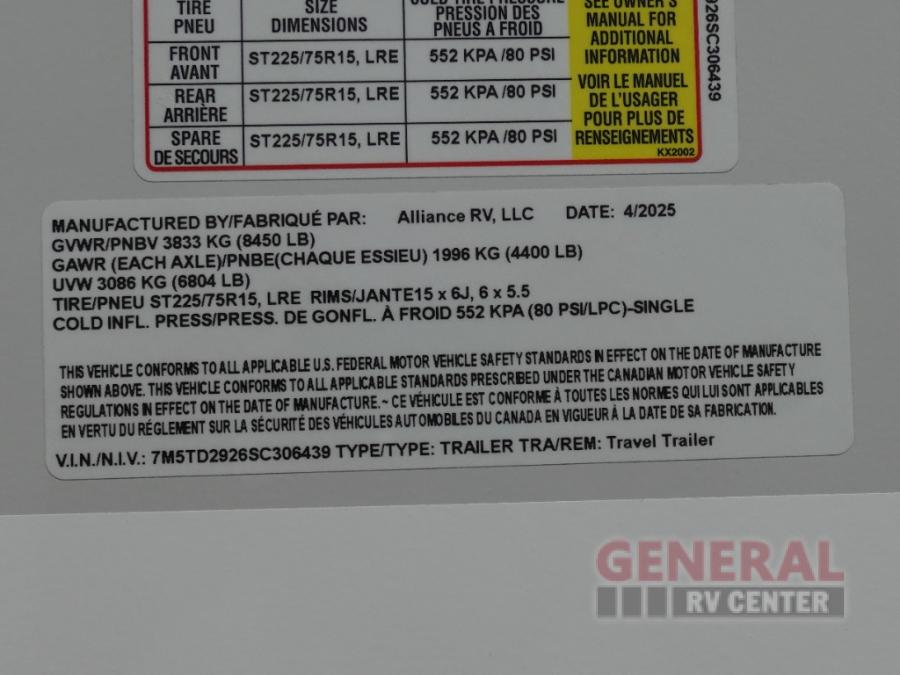 TIRE SIZE COLD TIRE PRESSURE SEE OWNER'S
PNEU DIMENSIONS PRESSION DES MANUAL FOR
PNEUS A FROID ADDITIONAL
INFORMATION
FRONT ST225/75R15, LRE 552 KPA /80 PSI
AVANT
REAR ST225/75R15, LRE 552 KPA /80 PSI
ARRIÈRE
SPARE ST225/75R15, LRE 552 KPA /80 PSI
DE SECOURS
VOIR LE MANUEL
DE L'USAGER
POUR PLUS DE
RENSEIGNEMENTS
KX2002
926SC306439
MANUFACTURED BY/FABRIQUÉ PAR: Alliance RV, LLC DATE: 4/2025
GVWR/PNBV 3833 KG (8450 LB)
GAWR (EACH AXLE)/PNBE(CHAQUE ESSIEU) 1996 KG (4400 LB)
UVW 3086 KG (6804 LB)
TIRE/PNEU ST225/75R15, LRE RIMS/JANTE15 x 6J, 6 x 5.5
COLD INFL. PRESS/PRESS. DE GONFL. À FROID 552 KPA (80 PSI/LPC)-SINGLE
THIS VEHICLE CONFORMS TO ALL APPLICABLE U.S. FEDERAL MOTOR VEHICLE SAFETY STANDARDS IN EFFECT ON THE DATE OF MANUFACTURE
SHOWN ABOVE. THIS VEHICLE CONFORMS TO ALL APPLICABLE STANDARDS PRESCRIBED UNDER THE CANADIAN MOTOR VEHICLE SAFETY
REGULATIONS IN EFFECT ON THE DATE OF MANUFACTURE.~ CE VÉHICULE EST CONFORME À TOUTES LES NORMES QUI LUI SONT APPLICABLES
EN VERTU DU RÉGLEMENT SUR LA SÉCURITÉ DES VÉHICULES AUTOMOBILES DU CANADA EN VIGUEUR À LA DATE DE SA FABRICATION.
V.I.N./N.I.V.: 7M5TD2926SC306439 TYPE/TYPE: TRAILER TRA/REM: Travel Trailer
GENERAL
RV CENTER